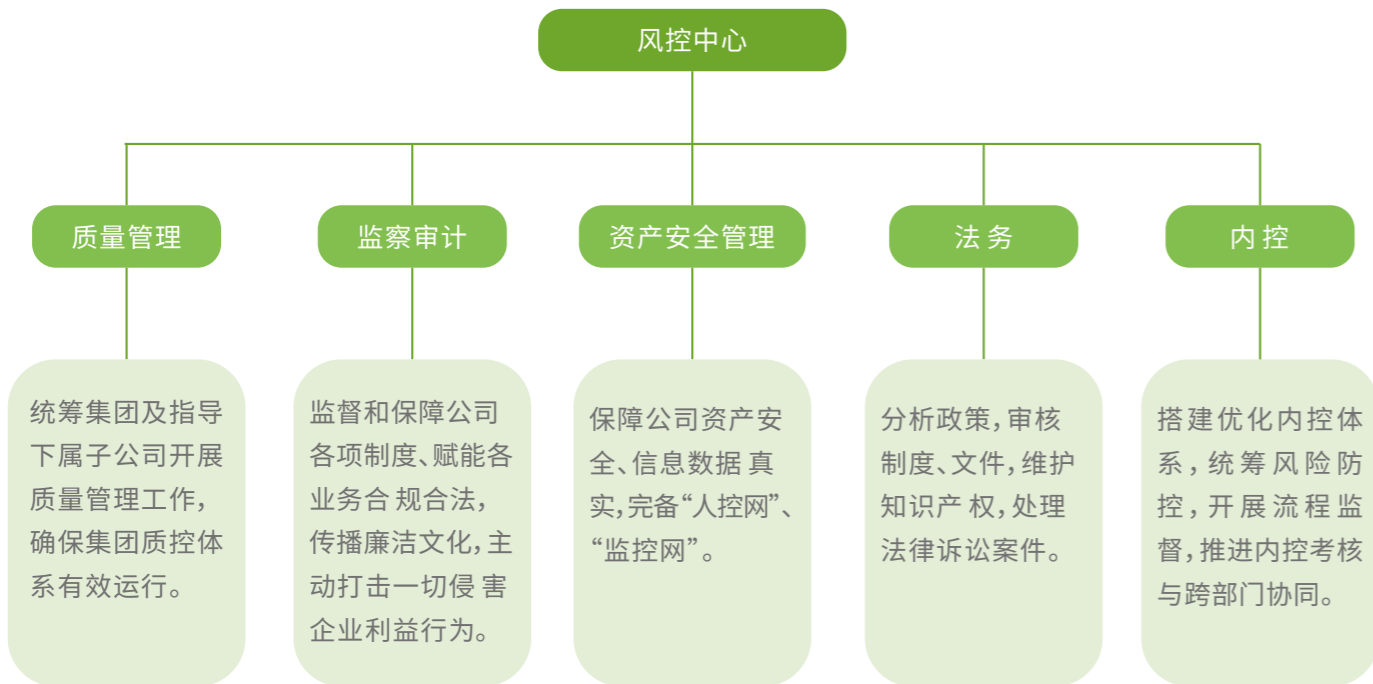 风控中心
质量管理
监察审计
资产安全管理
法 务
内 控
统筹集团及指导
下属子公司开展
质量管理工作,
确保集团质控体
系有效运行。
监督和保障公司
各项制度、赋能各
业务合 规合法,
传播廉洁文化,主
动打击一切侵 害
企业利益行为。
保障公司资产安
全、信息数据 真
实,完备“人控网”、
“监控网”。
分析政策,审核
制度、文件,维护
知识产 权,处理
法律诉讼案件。
搭建优化内控体
系,统筹风险防
控,开展流程监
督,推进内控考核
与跨部门协同。